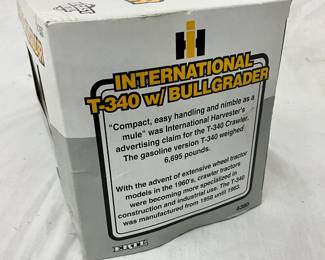 INTERNATIONAL
T-340 w/ BULLGRADER
"Compact, easy handling and nimble as a
mule" was International Harvester's
advertising claim for the T-340 Crawler.
The gasoline version T-340 weighed
6,695 pounds.
With the advent of extensive wheel tractor
models in the 1960's, crawler tractors
were becoming more specialized in
construction and industrial use. The T-340
was manufactured from 1958 until 1963.
ERTL